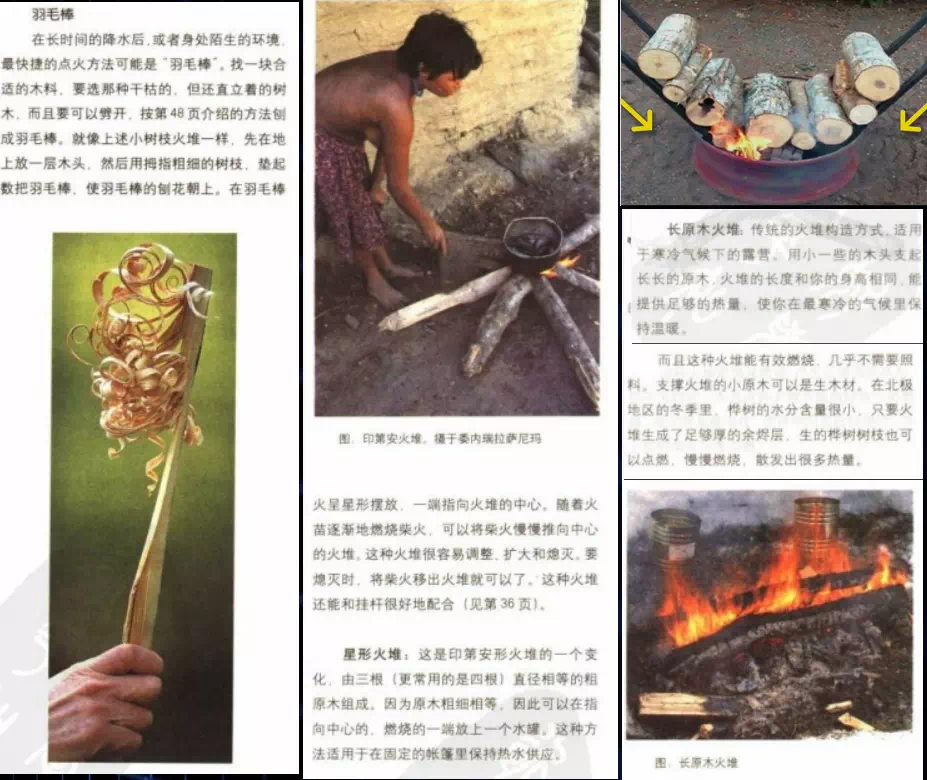 羽毛棒
在长时间的降水后，或者身处陌生的环境，
最快捷的点火方法可能是“羽毛棒”。找一块合
适的木料，要选那种干枯的，但还直立着的树
木，而且要可以劈开，按第48页介绍的方法刨
成羽毛棒。就像上述小树枝火堆一样，先在地
上放一层木头，然后用拇指粗细的树枝，垫起
数把羽毛棒，使羽毛棒的刨花朝上。在羽毛棒
图：印第安火堆。摄于委内瑞拉萨尼玛
火呈星形摆放，一端指向火堆的中心。随着火
苗逐渐地燃烧柴火，可以将柴火慢慢推向中心
的火堆。这种火堆很容易调整、扩大和熄灭。要
熄灭时，将柴火移出火堆就可以了。这种火堆
还能和挂杆很好地配合（见第36页）。
星形火堆：这是印第安形火堆的一个变
化，由三根（更常用的是四根）直径相等的粗
原木组成。因为原木粗细相等，因此可以在指
向中心的、燃烧的一端放上一个水罐。这种方
法适用于在固定的帐篷里保持热水供应。
长原木火堆：传统的火堆构造方式，适用
于寒冷气候下的露营。用小一些的木头支起
长长的原木，火堆的长度和你的身高相同，能
提供足够的热量，使你在最寒冷的气候里保
持温暖。
而且这种火堆能有效燃烧，几乎不需要照
料。支撑火堆的小原木可以是生木材。在北极
地区的冬季里，桦树的水分含量很小，只要火
堆生成了足够厚的余烬层，生的桦树树枝也可
以点燃，慢慢燃烧，散发出很多热量。
图：长原木火堆